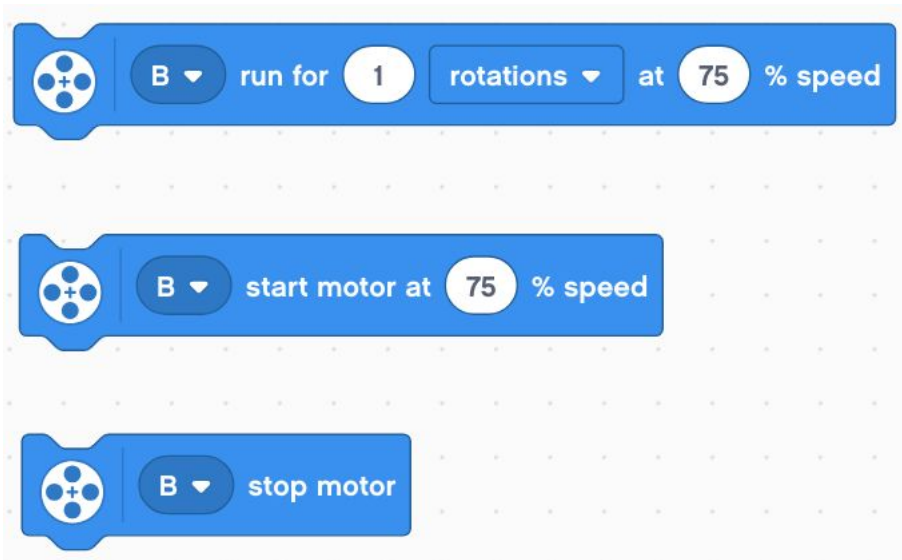 B run for 1 rotations at 75 % speed
B start motor at 75 % speed
B stop motor